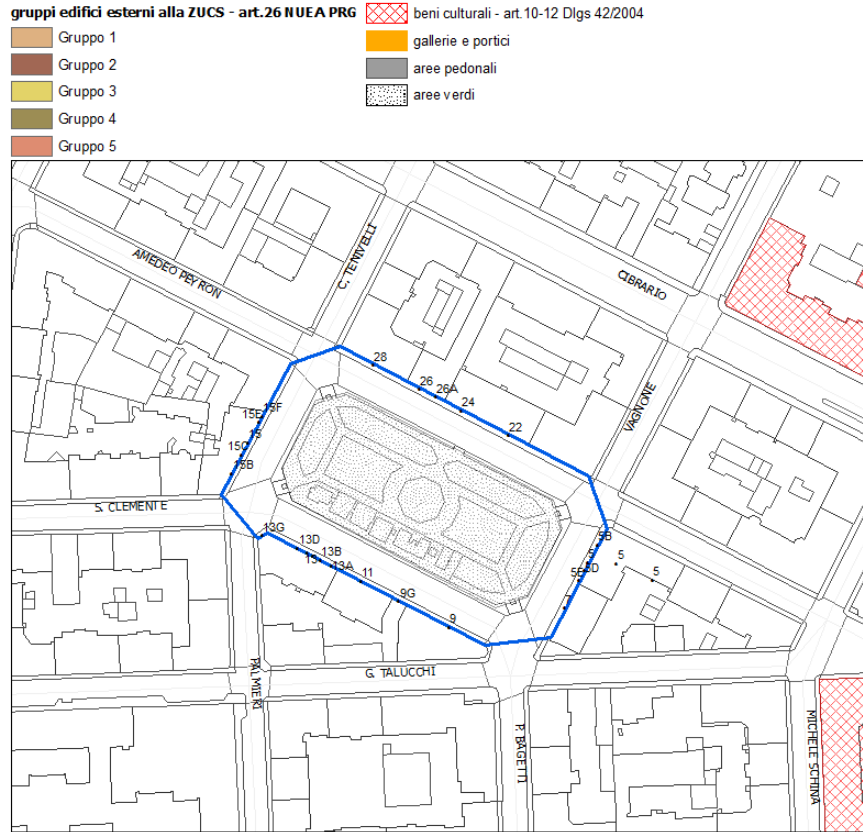 gruppi edifici esterni alla ZUCS - art.26 NUEA PRG
Gruppo 1
Gruppo 2
Gruppo 3
Gruppo 4
Gruppo 5
beni culturali - art.10-12 Dlgs 42/2004
gallerie e portici
aree pedonali
aree verdi
AMEDEO PEYRON
C. TENIVELLI
CIBRARIO
VAGNONE
28
26
26A
24
22
15F
15E
15
15C
15B
S. CLEMENTE
13G
13D
13B
15
13A
11
9G
9
5B
5
5
5
5D
G. TALUCCHI
PALMIERI
P. BAGETTI
MICHELE SCHINA